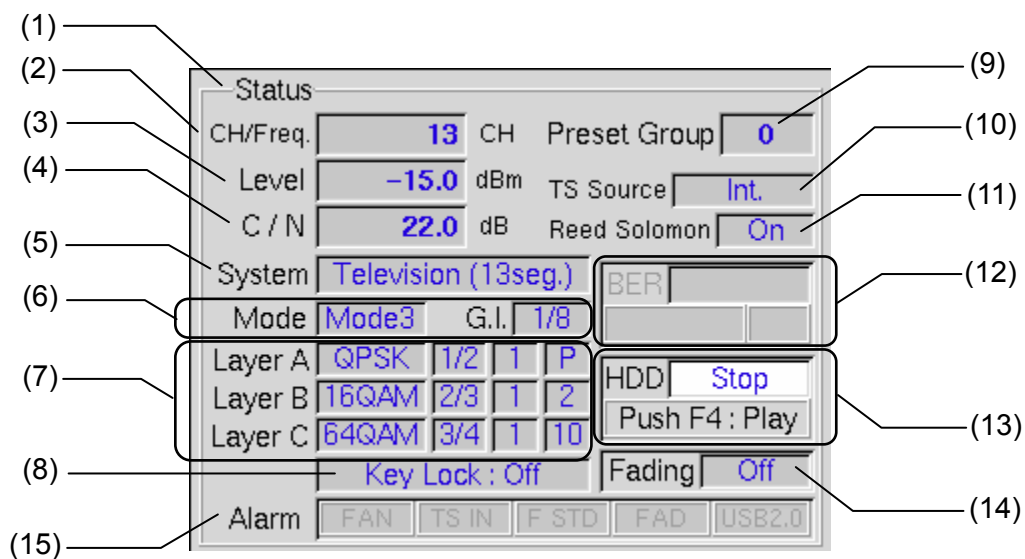 (1)
(2)
(3)
(4)
(5)
(6)
(7)
(8)
(15)
Status
CH/Freq. 13 CH Preset Group 0
Level -15.0 dBm TS Source Int.
C / N 22.0 dB Reed Solomon On
System Television (13seg.) BER
Mode Mode3 G.I. 1/8
Layer A QPSK 1/2 1 P
Layer B 16QAM 2/3 1 2
Layer C 64QAM 3/4 1 10
HDD Stop
Push F4 : Play
Key Lock : Off Fading Off
Alarm FAN TS IN F STD FAD USB2.0
(9)
(10)
(11)
(12)
(13)
(14)